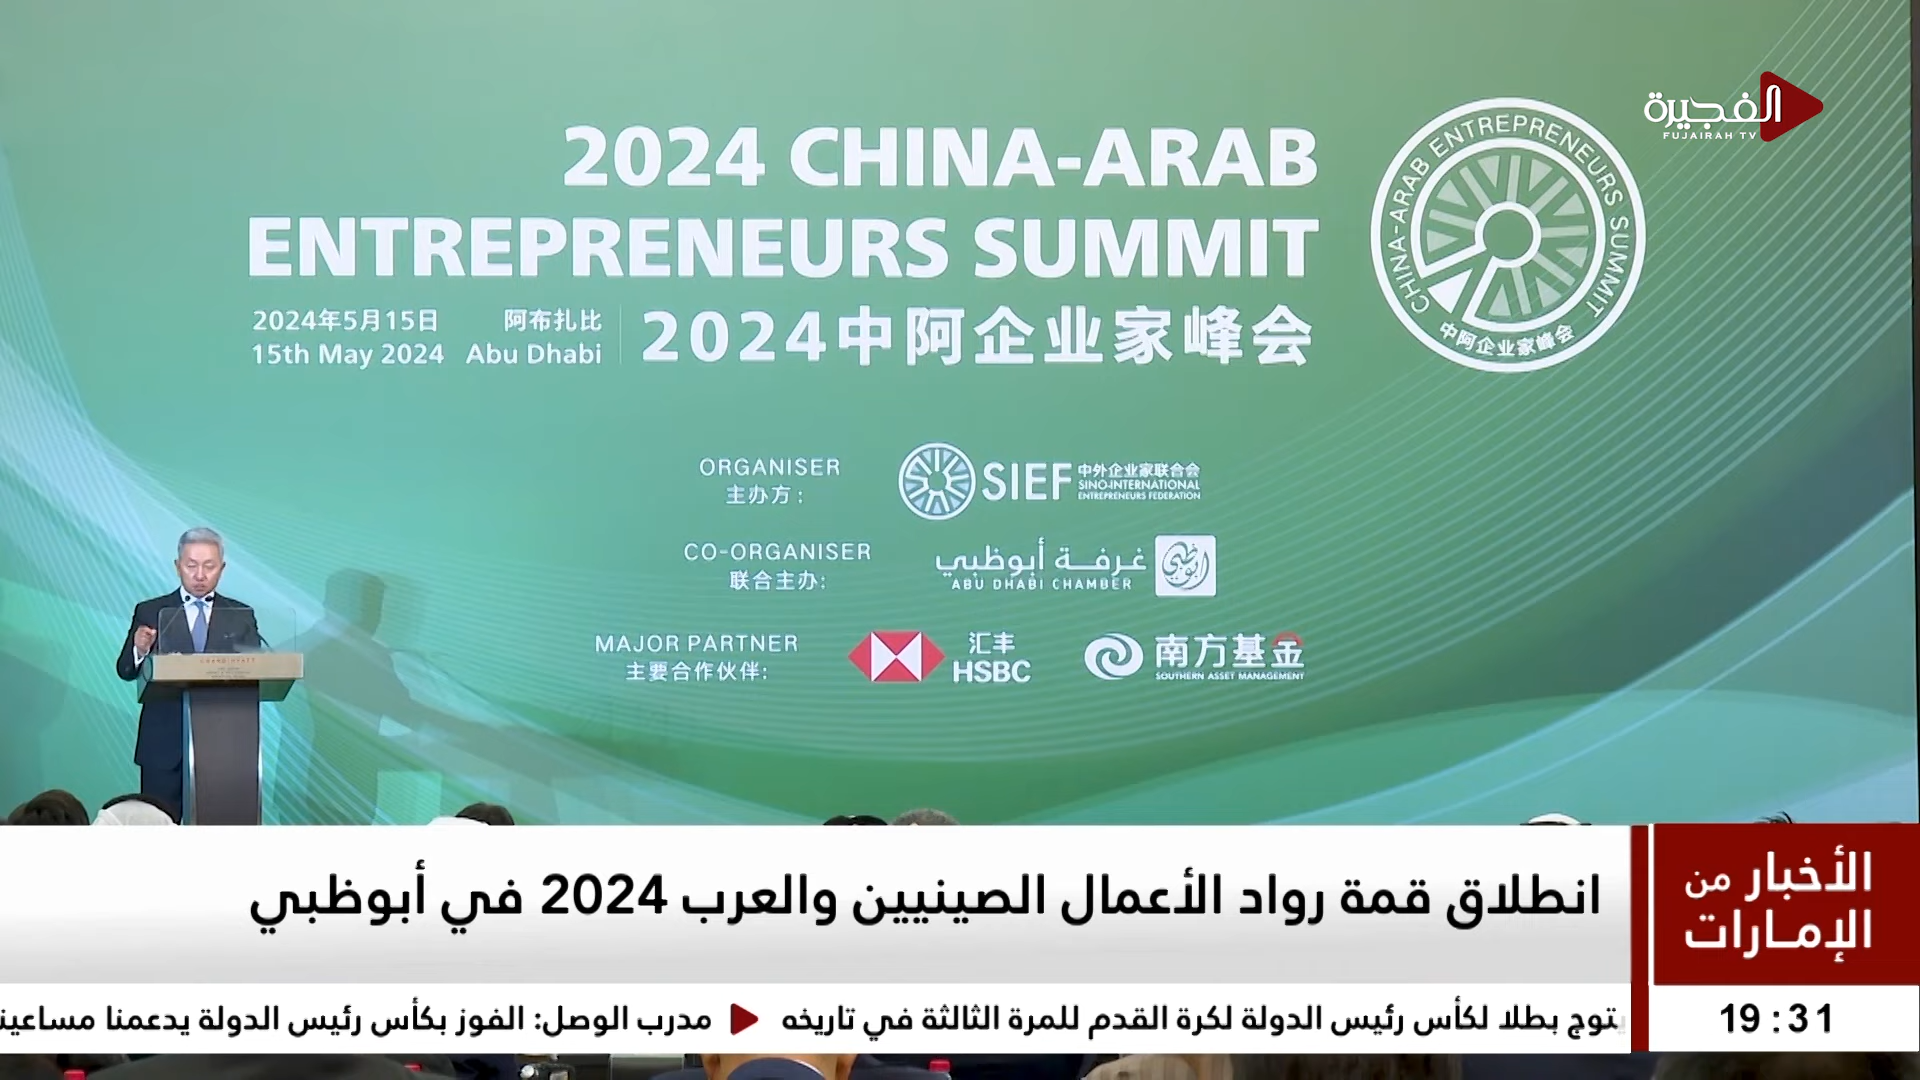 الفجيرة
FUJAIRAH TV
2024 CHINA-ARAB
ENTREPRENEURS SUMMIT
2024年5月15日 阿布扎比
15th May 2024 Abu Dhabi
2024中阿企业家峰会
CHINA-ARAB ENTREPRENEURS SUMMIT
中阿企业家峰会
ORGANISER
主办方:
SIEF
中外企业家联合会
SINO-INTERNATIONAL
ENTREPRENEURS FEDERATION
CO-ORGANISER
联合主办:
غرفة أبوظبي
ABU DHABI CHAMBER
أبوظبي
MAJOR PARTNER
主要合作伙伴:
汇丰
HSBC
南方基金
SOUTHERN ASSET MANAGEMENT
GRAND HYATT
انطلاق قمة رواد الأعمال الصينيين والعرب 2024 في أبوظبي
الأخبار من
الإمارات
يتوج بطلا لكأس رئيس الدولة لكرة القدم للمرة الثالثة في تاريخه
مدرب الوصل: الفوز بكأس رئيس الدولة يدعمنا
19:31